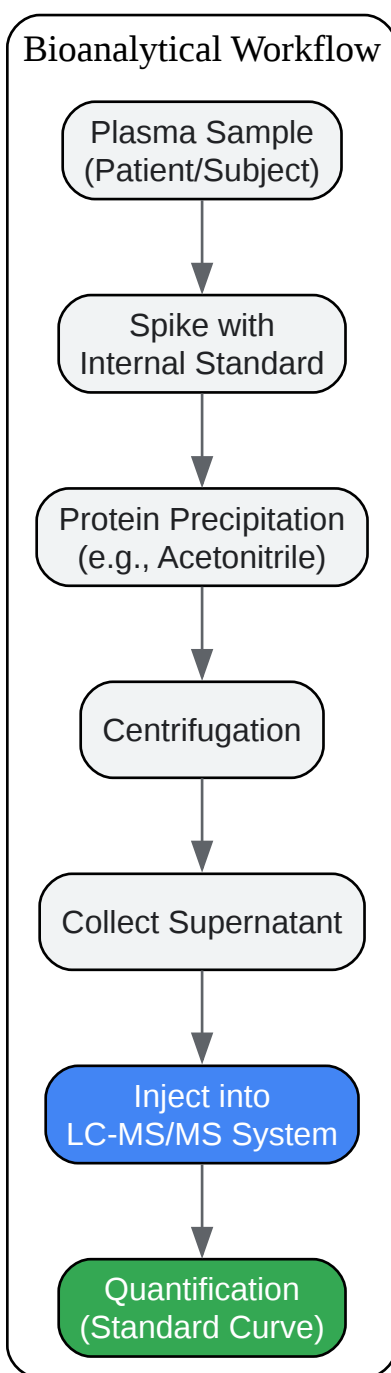 Bioanalytical Workflow
Plasma Sample
(Patient/Subject)
Spike with
Internal Standard
Protein Precipitation
(e.g., Acetonitrile)
Centrifugation
Collect Supernatant
Inject into
LC-MS/MS System
Quantification
(Standard Curve)